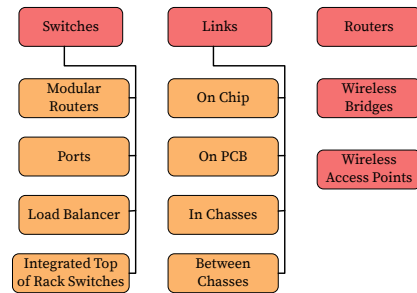 Switches
Modular
Routers
Ports
Load Balancer
Integrated Top
of Rack Switches
Links
On Chip
On PCB
In Chasses
Between
Chasses
Routers
Wireless
Bridges
Wireless
Access Points